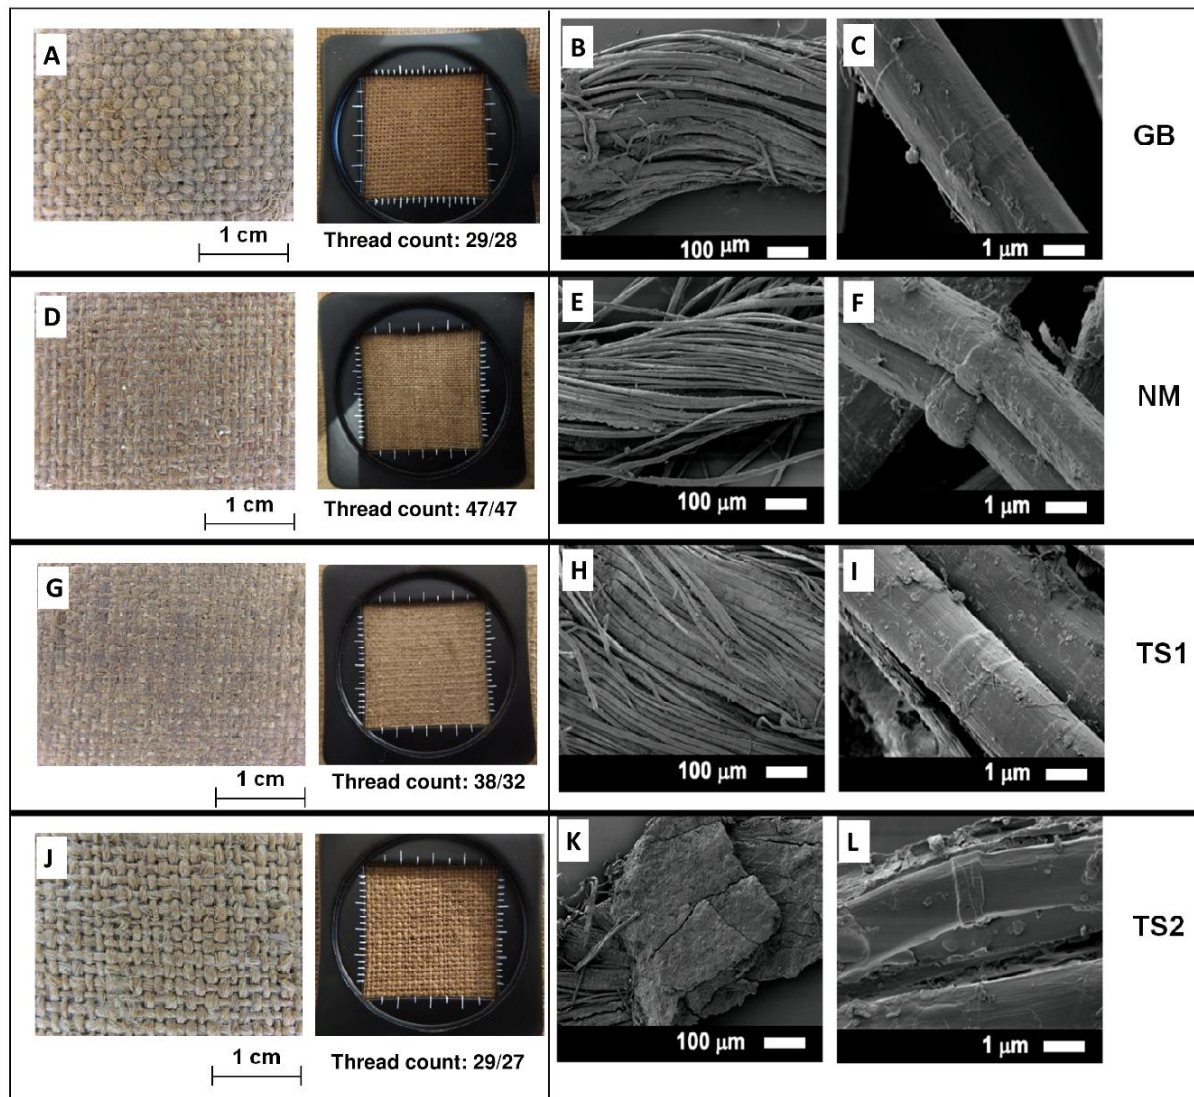 A
B
C
GB
1 cm
Thread count: 29/28
100 μm
1 μm
D
E
F
NM
1 cm
Thread count: 47/47
100 μm
1 μm
G
H
I
TS1
1 cm
Thread count: 38/32
100 μm
1 μm
J
K
L
TS2
1 cm
Thread count: 29/27
100 μm
1 μm